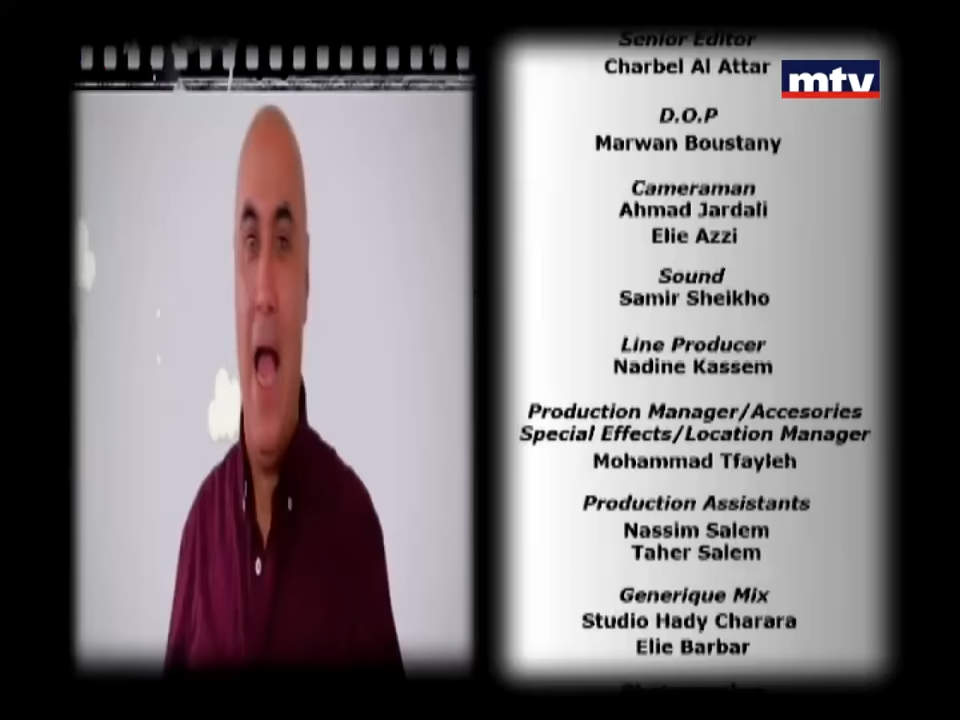 Senior Editor
Charbel Al Attar
mtv
D.O.P
Marwan Boustany
Cameraman
Ahmad Jardali
Elie Azzi
Sound
Samir Sheikho
Line Producer
Nadine Kassem
Production Manager/Accesories
Special Effects/Location Manager
Mohammad Tfayleh
Production Assistants
Nassim Salem
Taher Salem
Generique Mix
Studio Hady Charara
Elie Barbar